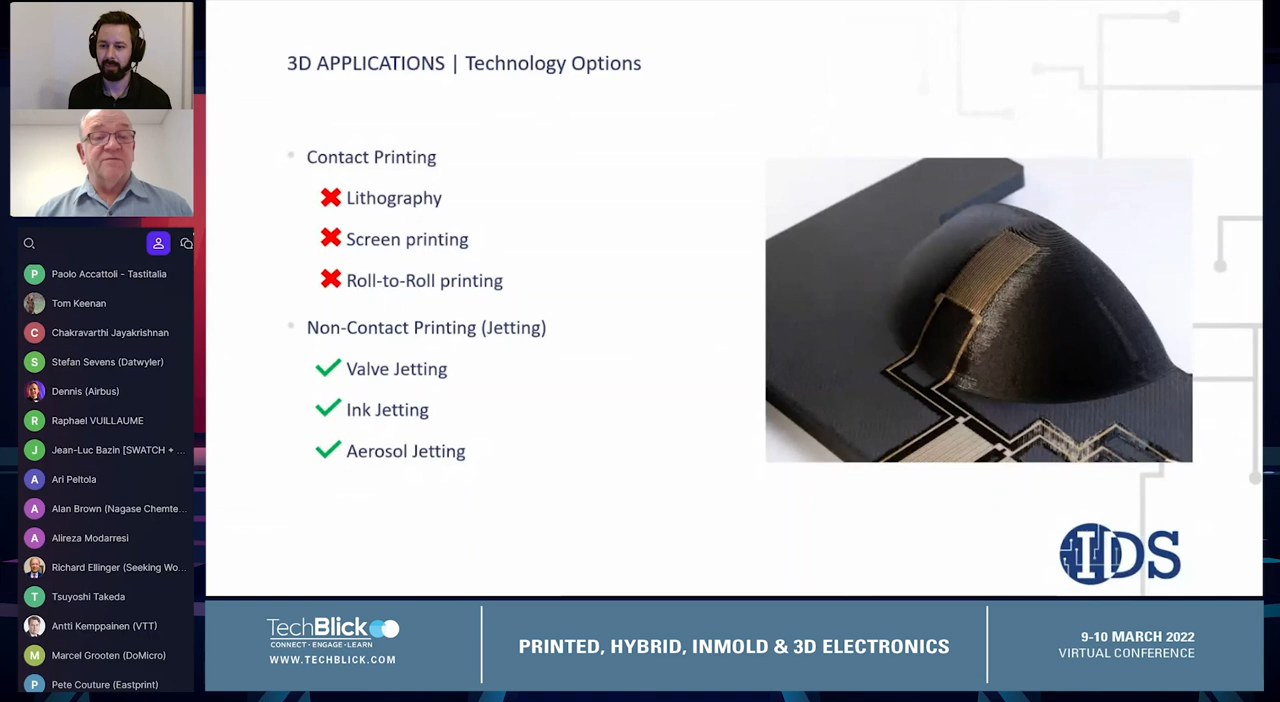 3D APPLICATIONS | Technology Options
Contact Printing
Lithography
Screen printing
Roll-to-Roll printing
Non-Contact Printing (Jetting)
Valve Jetting
Ink Jetting
Aerosol Jetting
IDS
P Paolo Accattoli - Tastitalia
Tom Keenan
C Chakravarthi Jayakrishnan
S Stefan Sevens (Datwyler)
Dennis (Airbus)
R Raphael VUILLAUME
J Jean-Luc Bazin [SWATCH + ...
A Ari Peltola
A Alan Brown (Nagase Chemte...
A Alireza Modarresi
Richard Ellinger (Seeking Wo...
T Tsuyoshi Takeda
Antti Kemppainen (VTT)
M Marcel Grooten (DoMicro)
P Pete Couture (Eastprint)
TechBlick
CONNECT • ENGAGE • LEARN
WWW.TECHBLICK.COM
PRINTED, HYBRID, INMOLD & 3D ELECTRONICS
9-10 MARCH 2022
VIRTUAL CONFERENCE